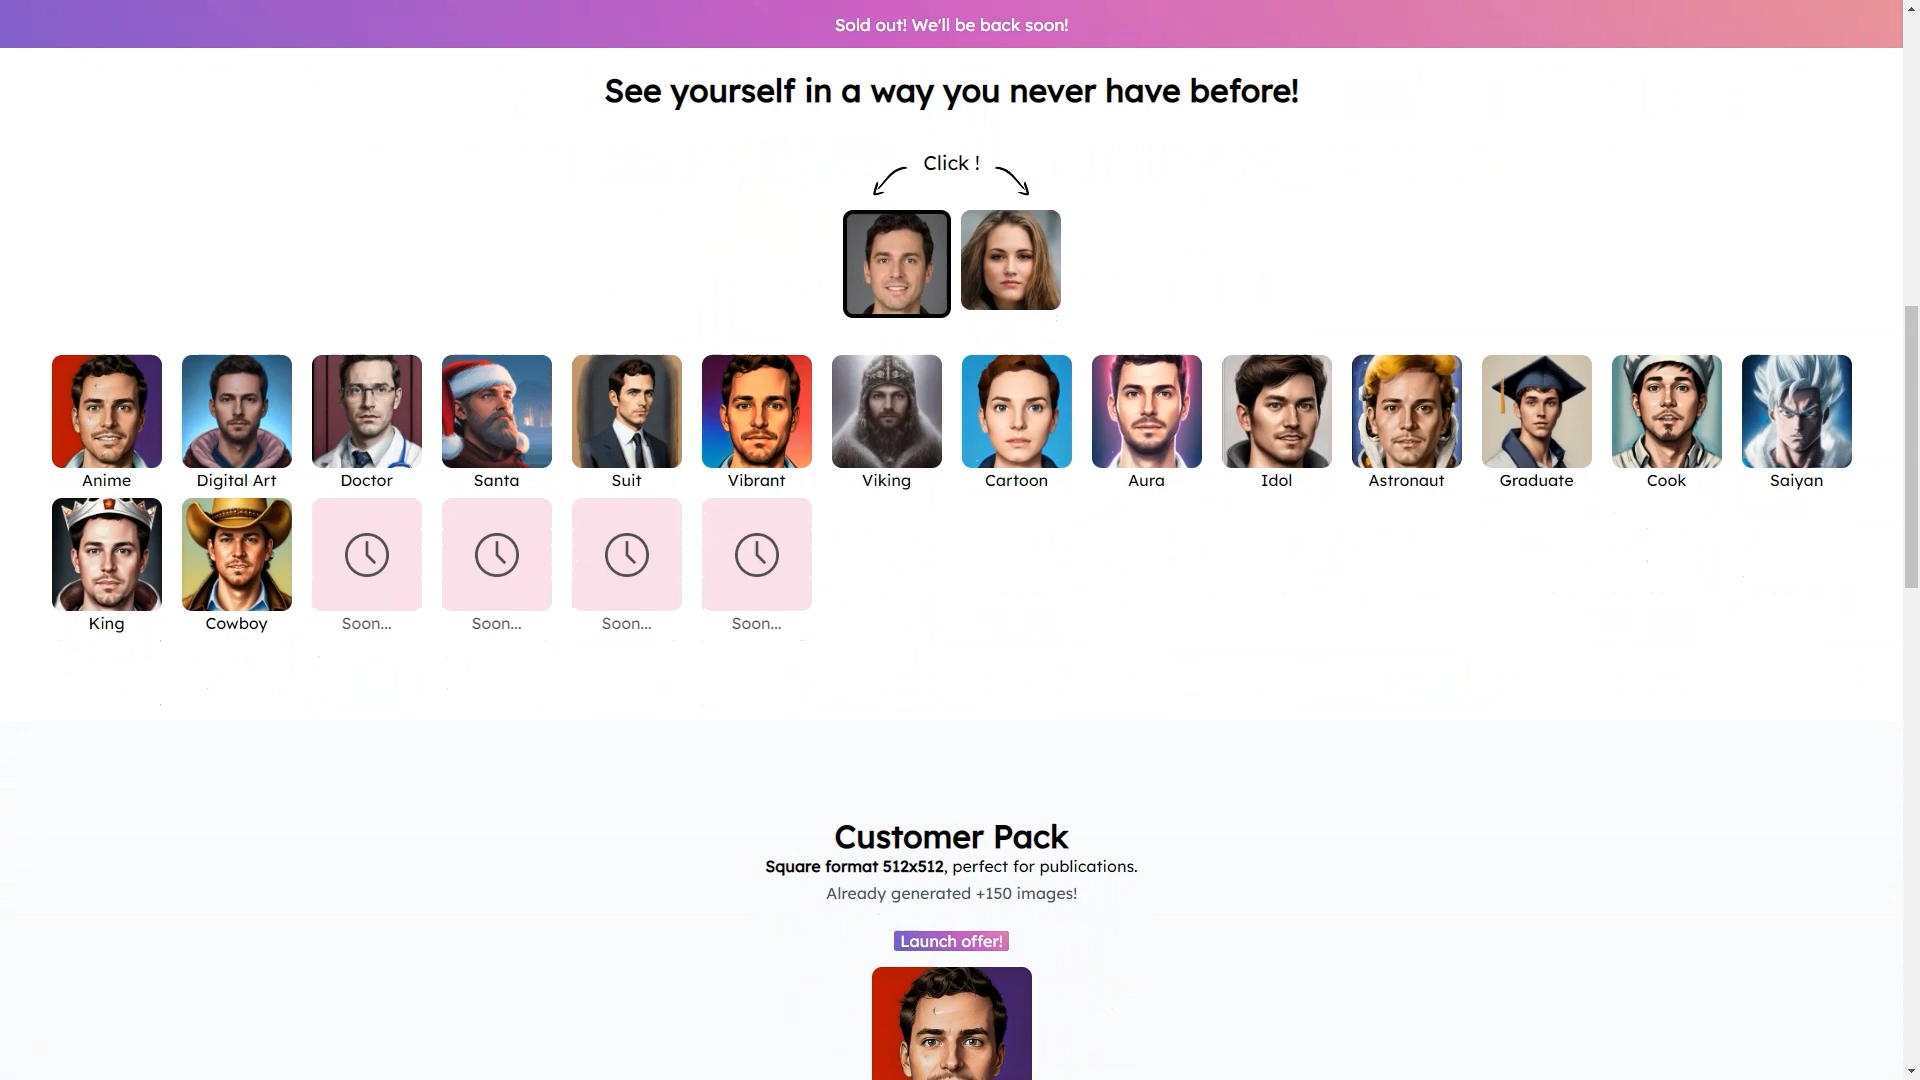 Sold out! We'll be back soon!
See yourself in a way you never have before!
Click !
Anime
Digital Art
Doctor
Santa
Suit
Vibrant
Viking
Cartoon
Aura
Idol
Astronaut
Graduate
Cook
Saiyan
King
Cowboy
Soon...
Soon...
Soon...
Soon...
Customer Pack
Square format 512x512, perfect for publications.
Already generated +150 images!
Launch offer!